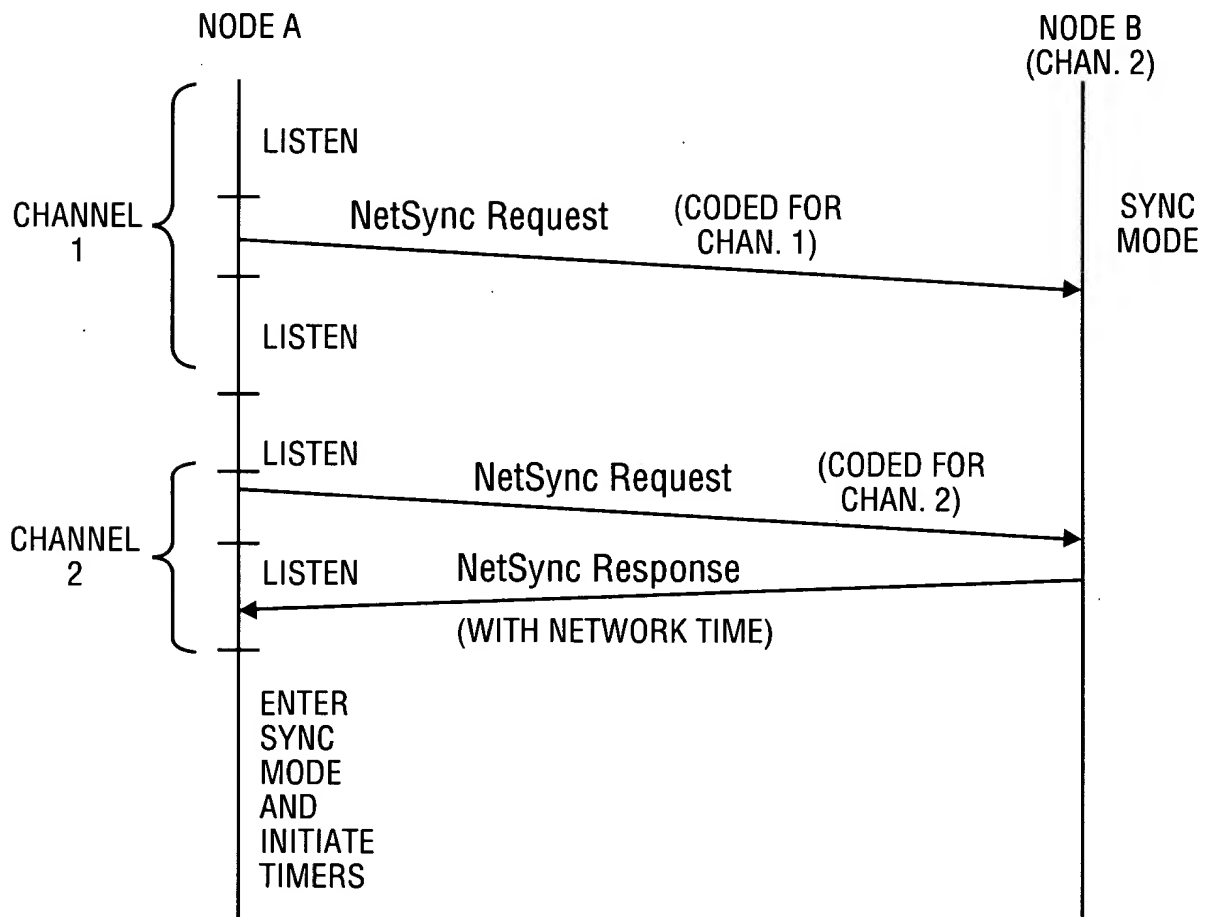 NODE A
NODE B
(CHAN. 2)
LISTEN
CHANNEL
1
NetSync Request
(CODED FOR
CHAN. 1)
SYNC
MODE
LISTEN
LISTEN
NetSync Request
(CODED FOR
CHAN. 2)
CHANNEL
2
LISTEN
NetSync Response
(WITH NETWORK TIME)
ENTER
SYNC
MODE
AND
INITIATE
TIMERS